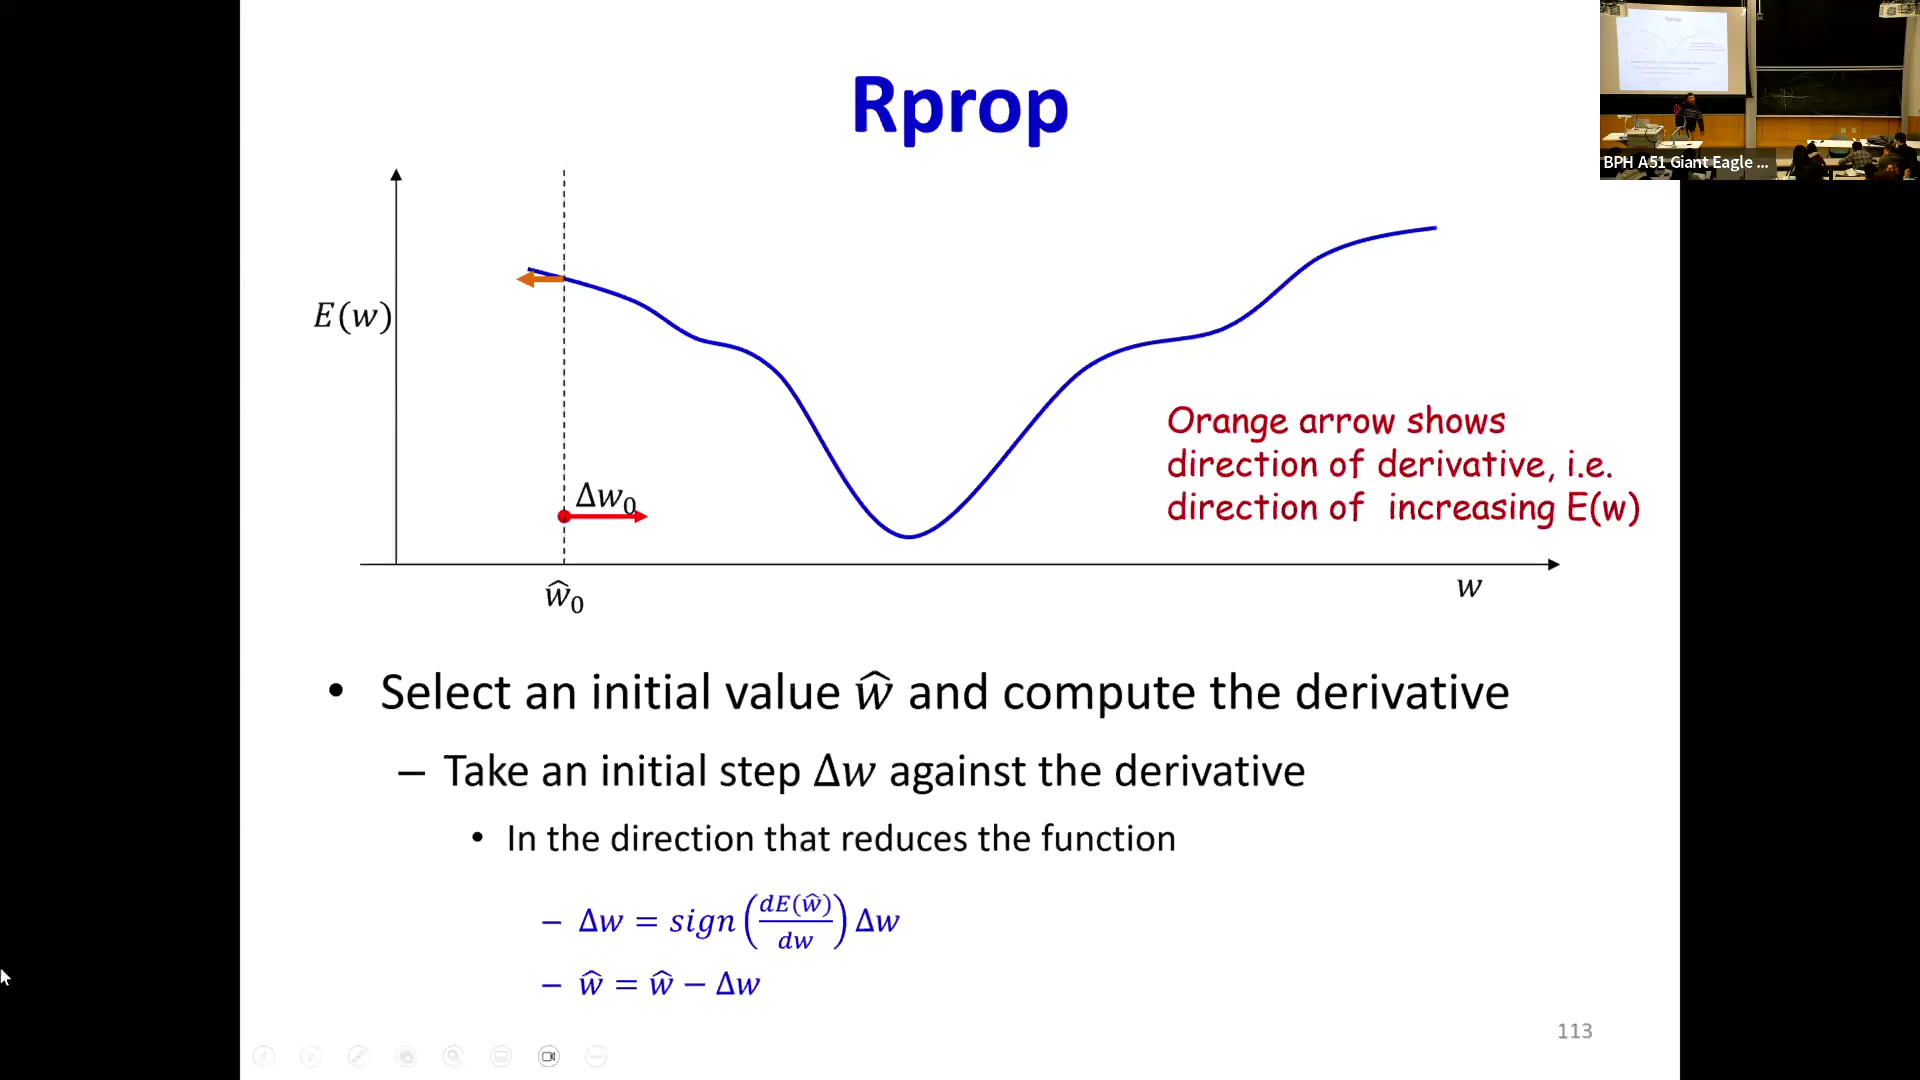 Rprop
BPH A51 Giant Eagle ...
E(w)
Δw₀
Orange arrow shows
direction of derivative, i.e.
direction of increasing E(w)
ŵ₀
w
• Select an initial value ŵ and compute the derivative
– Take an initial step Δw against the derivative
• In the direction that reduces the function
– Δw = sign(dE(ŵ)/dw) Δw
– ŵ = ŵ − Δw
113